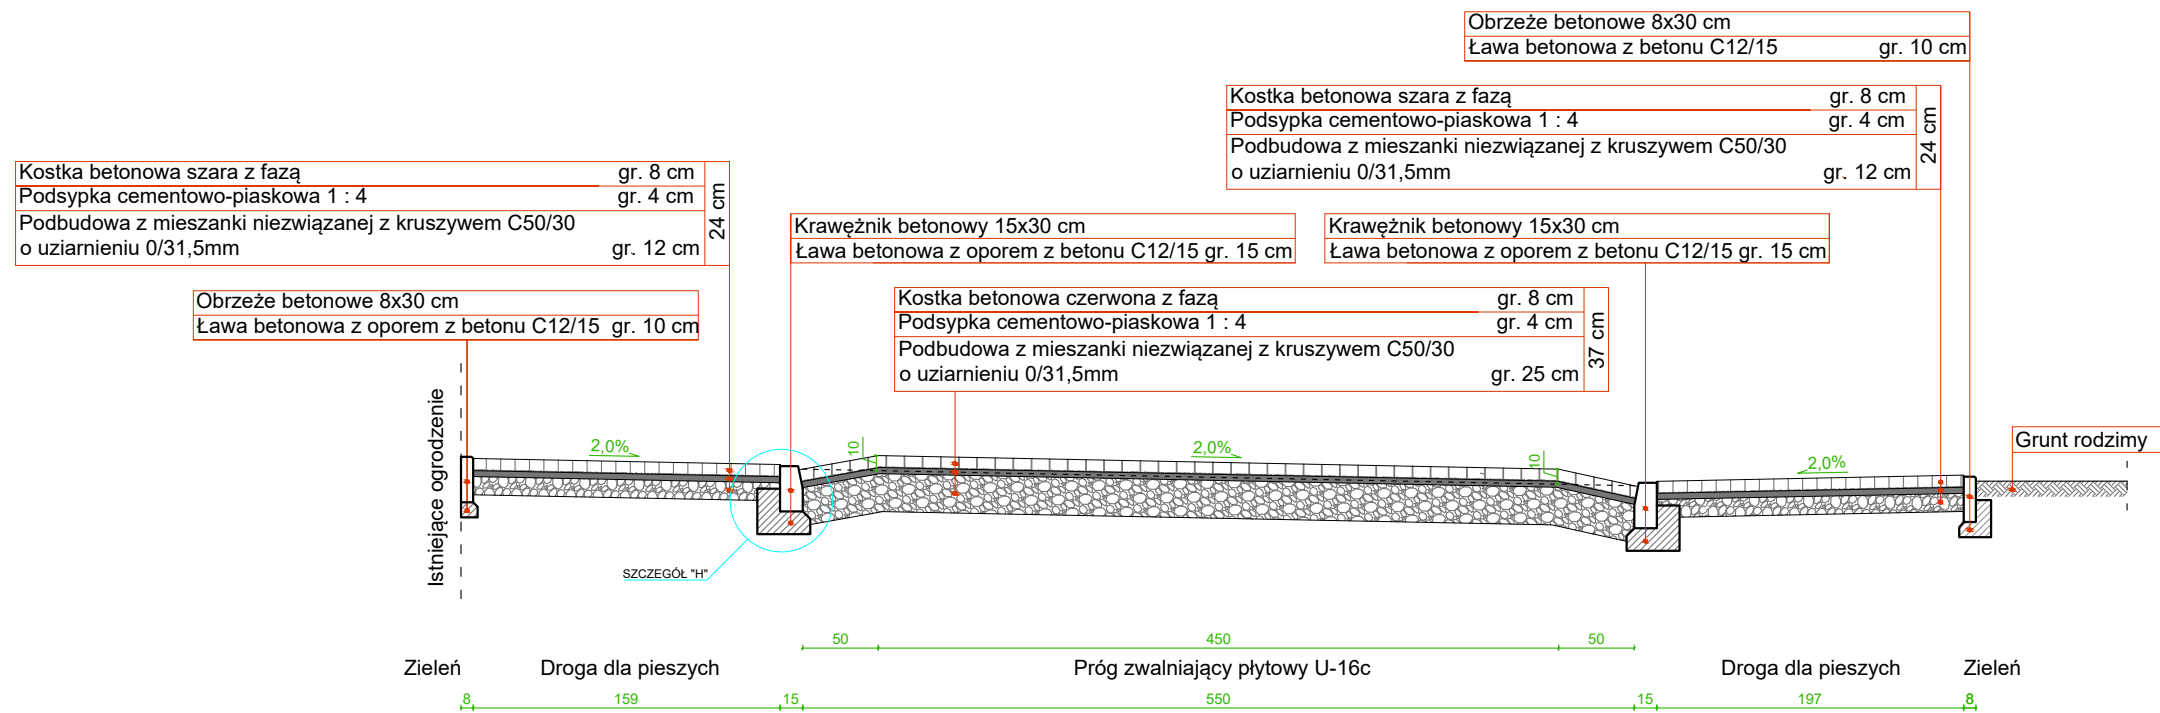 Obrzeże betonowe 8x30 cm
Ława betonowa z betonu C12/15 gr. 10 cm
Kostka betonowa szara z fazą gr. 8 cm
Podsypka cementowo-piaskowa 1 : 4 gr. 4 cm
Podbudowa z mieszanki niezwiązanej z kruszywem C50/30
o uziarnieniu 0/31,5mm gr. 12 cm
24 cm
Kostka betonowa szara z fazą gr. 8 cm
Podsypka cementowo-piaskowa 1 : 4 gr. 4 cm
Podbudowa z mieszanki niezwiązanej z kruszywem C50/30
o uziarnieniu 0/31,5mm gr. 12 cm
24 cm
Krawężnik betonowy 15x30 cm
Ława betonowa z oporem z betonu C12/15 gr. 15 cm
Krawężnik betonowy 15x30 cm
Ława betonowa z oporem z betonu C12/15 gr. 15 cm
Obrzeże betonowe 8x30 cm
Ława betonowa z oporem z betonu C12/15 gr. 10 cm
Kostka betonowa czerwona z fazą gr. 8 cm
Podsypka cementowo-piaskowa 1 : 4 gr. 4 cm
Podbudowa z mieszanki niezwiązanej z kruszywem C50/30
o uziarnieniu 0/31,5mm gr. 25 cm
37 cm
Istniejące ogrodzenie
2,0%
10
2,0%
10
2,0%
Grunt rodzimy
SZCZEGÓŁ "H"
50 450 50
Zieleń Droga dla pieszych Próg zwalniający płytowy U-16c Droga dla pieszych Zieleń
8 159 15 550 15 197 8